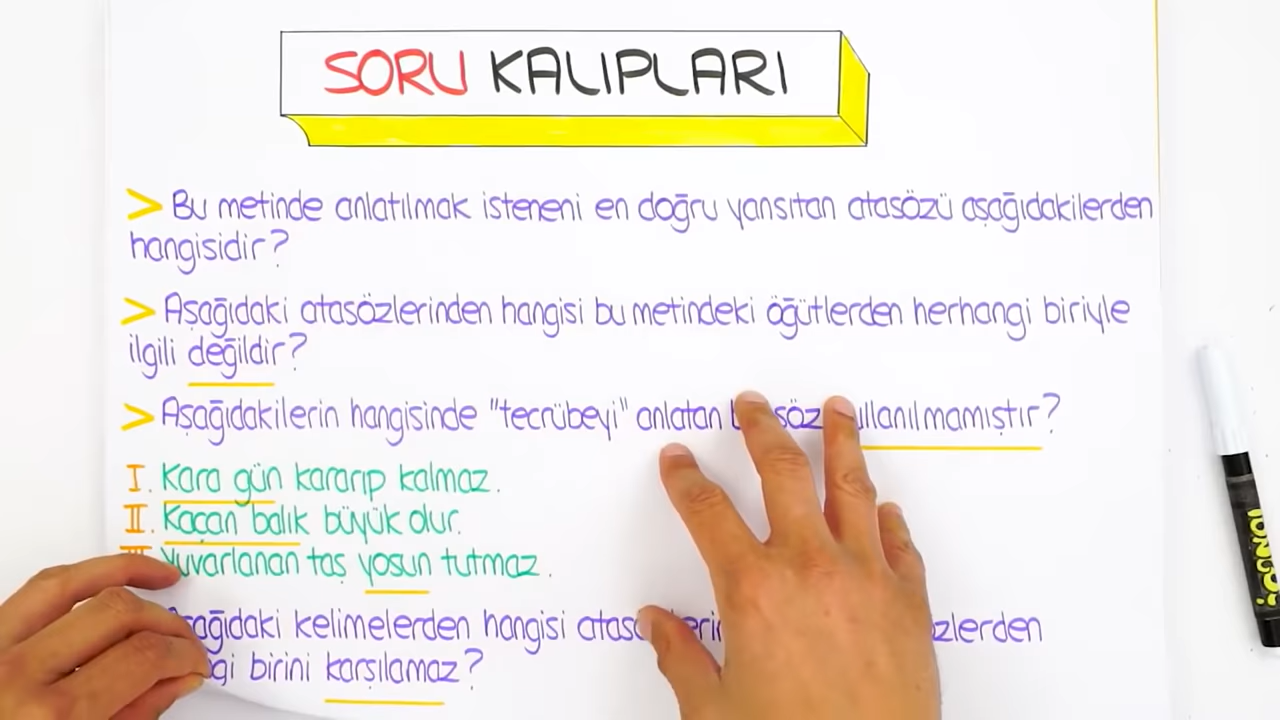 SORU KALIPLARI
> Bu metinde anlatılmak isteneni en doğru yansıtan atasözü aşağıdakilerden
hangisidir?
> Aşağıdaki atasözlerinden hangisi bu metindeki öğütlerden herhangi biriyle
ilgili değildir?
> Aşağıdakilerin hangisinde "tecrübeyi" anlatan söz ullanılmamıştır?
I. Kara gün kararıp kalmaz.
II. Kaçan balık büyük olur.
Yuvarlanan taş yosun tutmaz.
kelimelerden hangisi
birini karşılamaz?